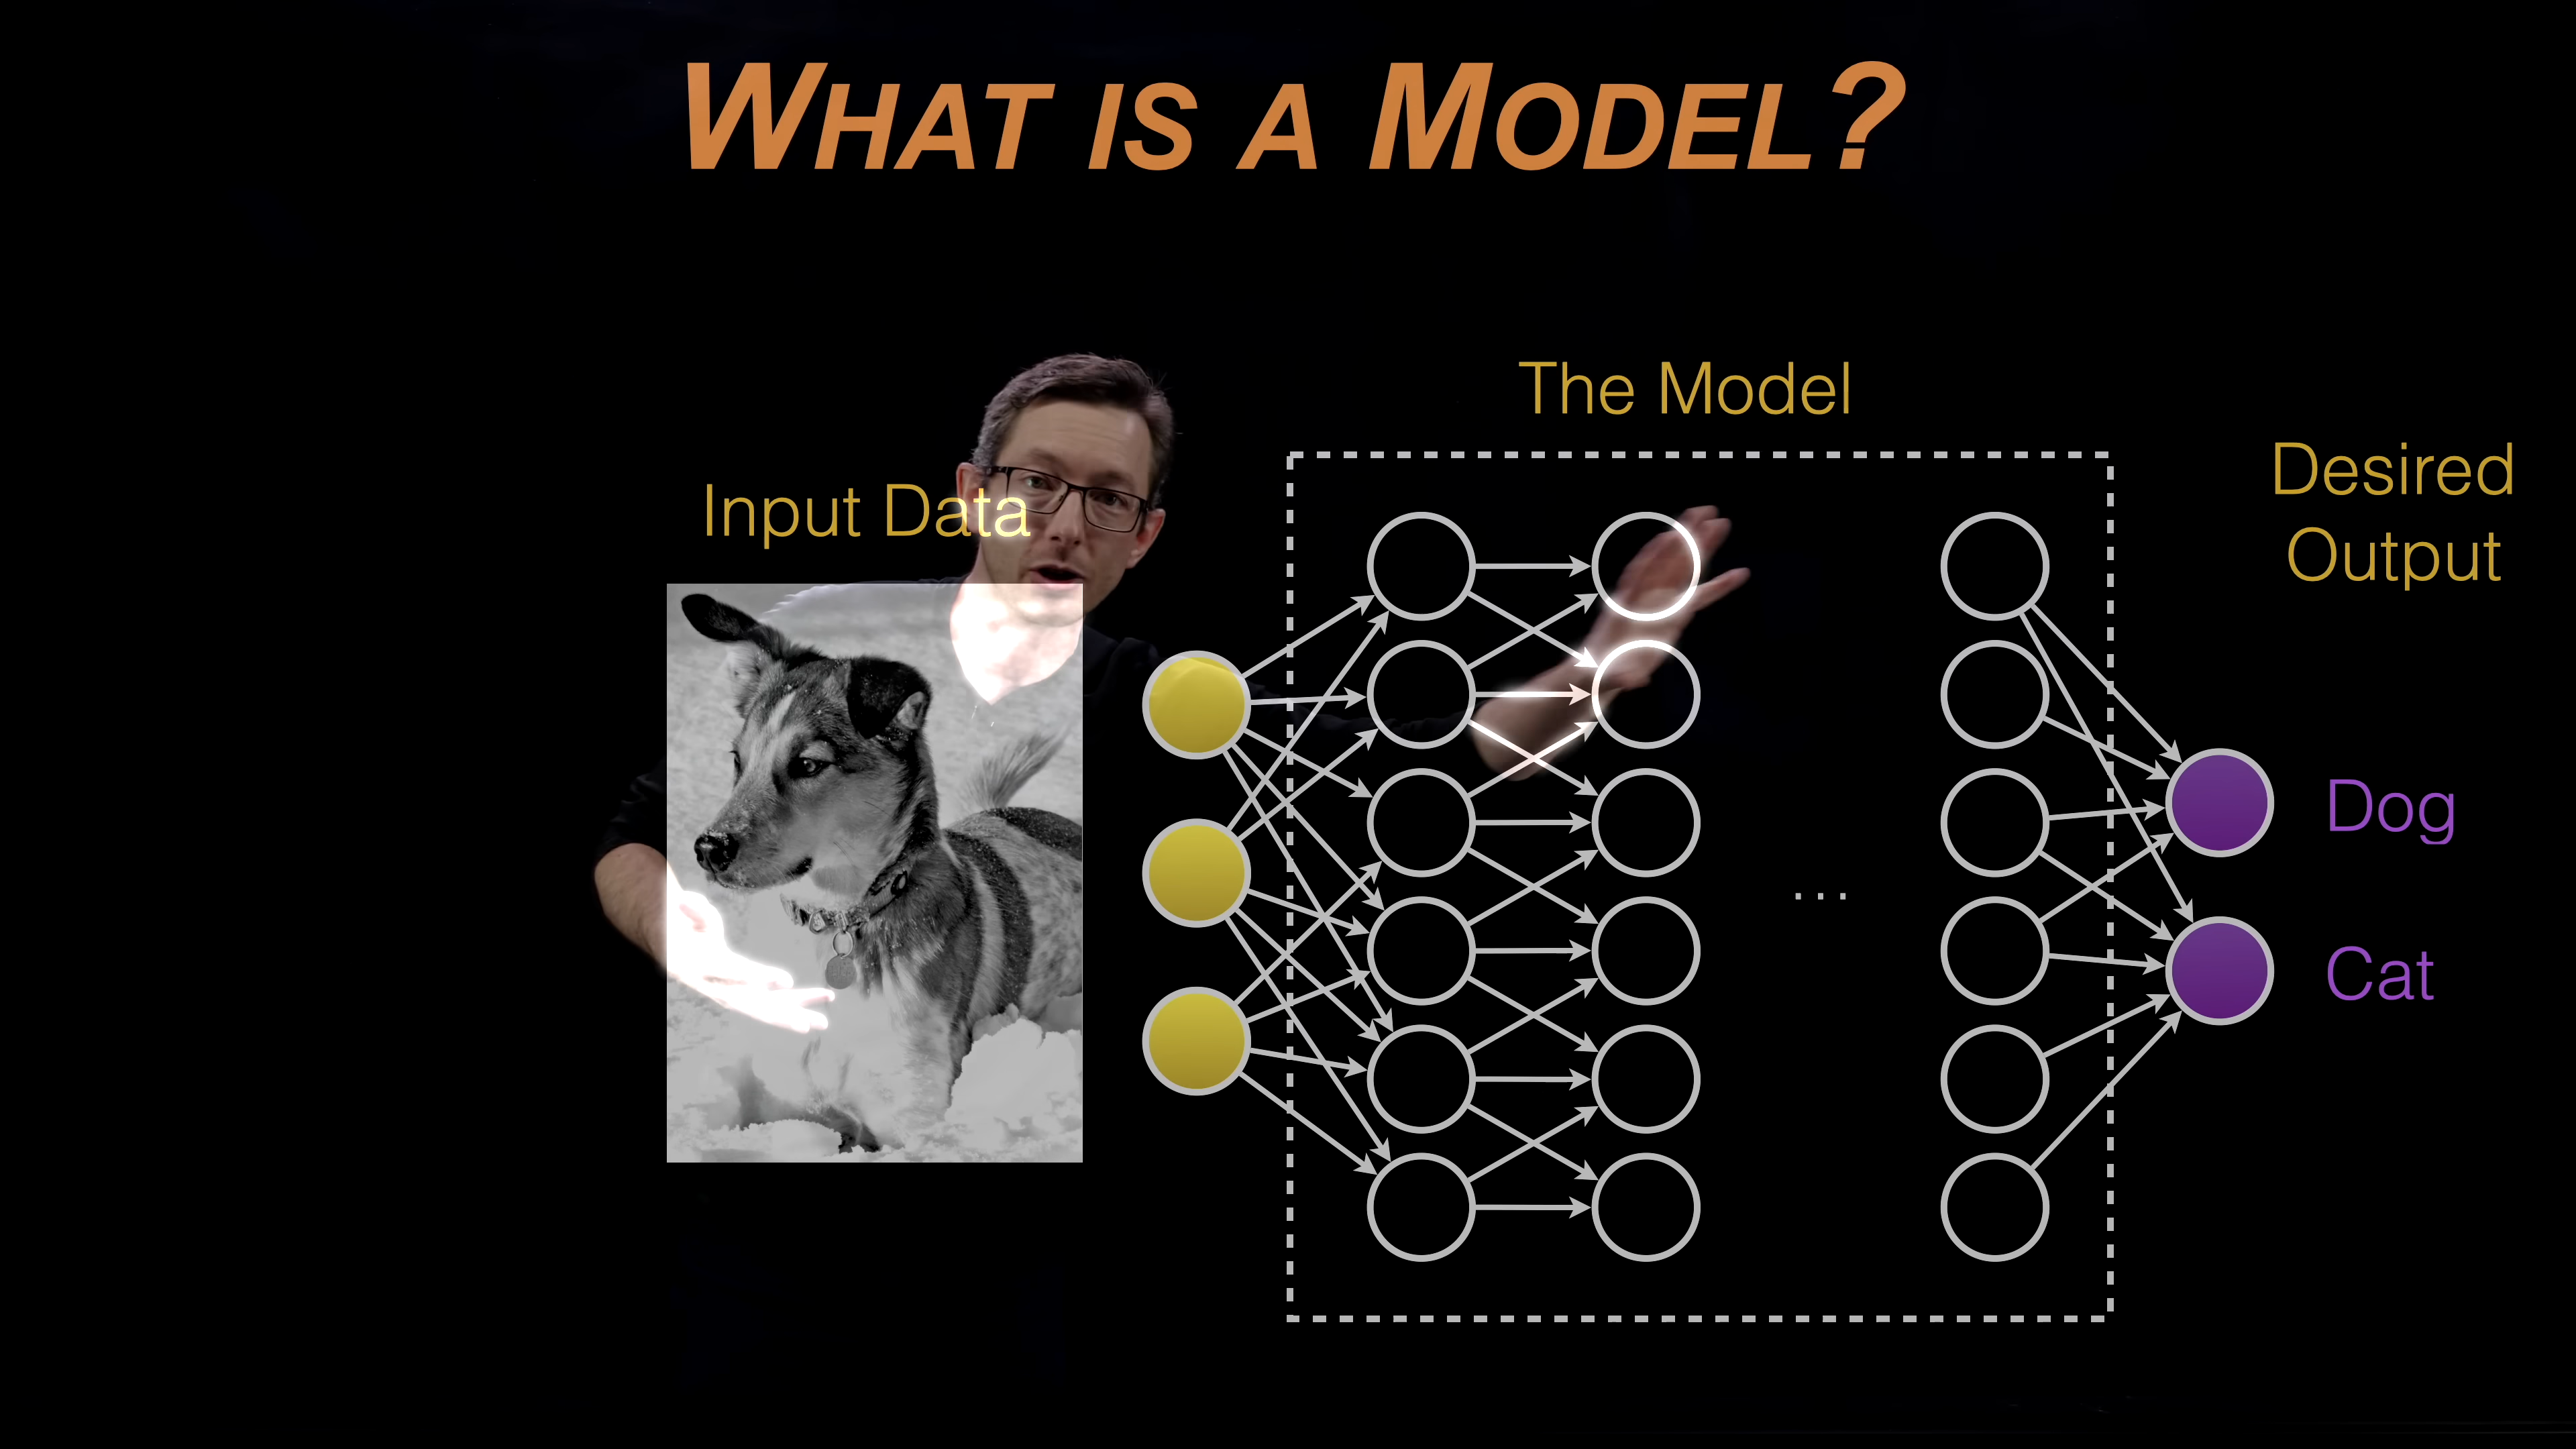 WHAT IS A MODEL?
The Model
Input Data
Desired
Output
...
Dog
Cat